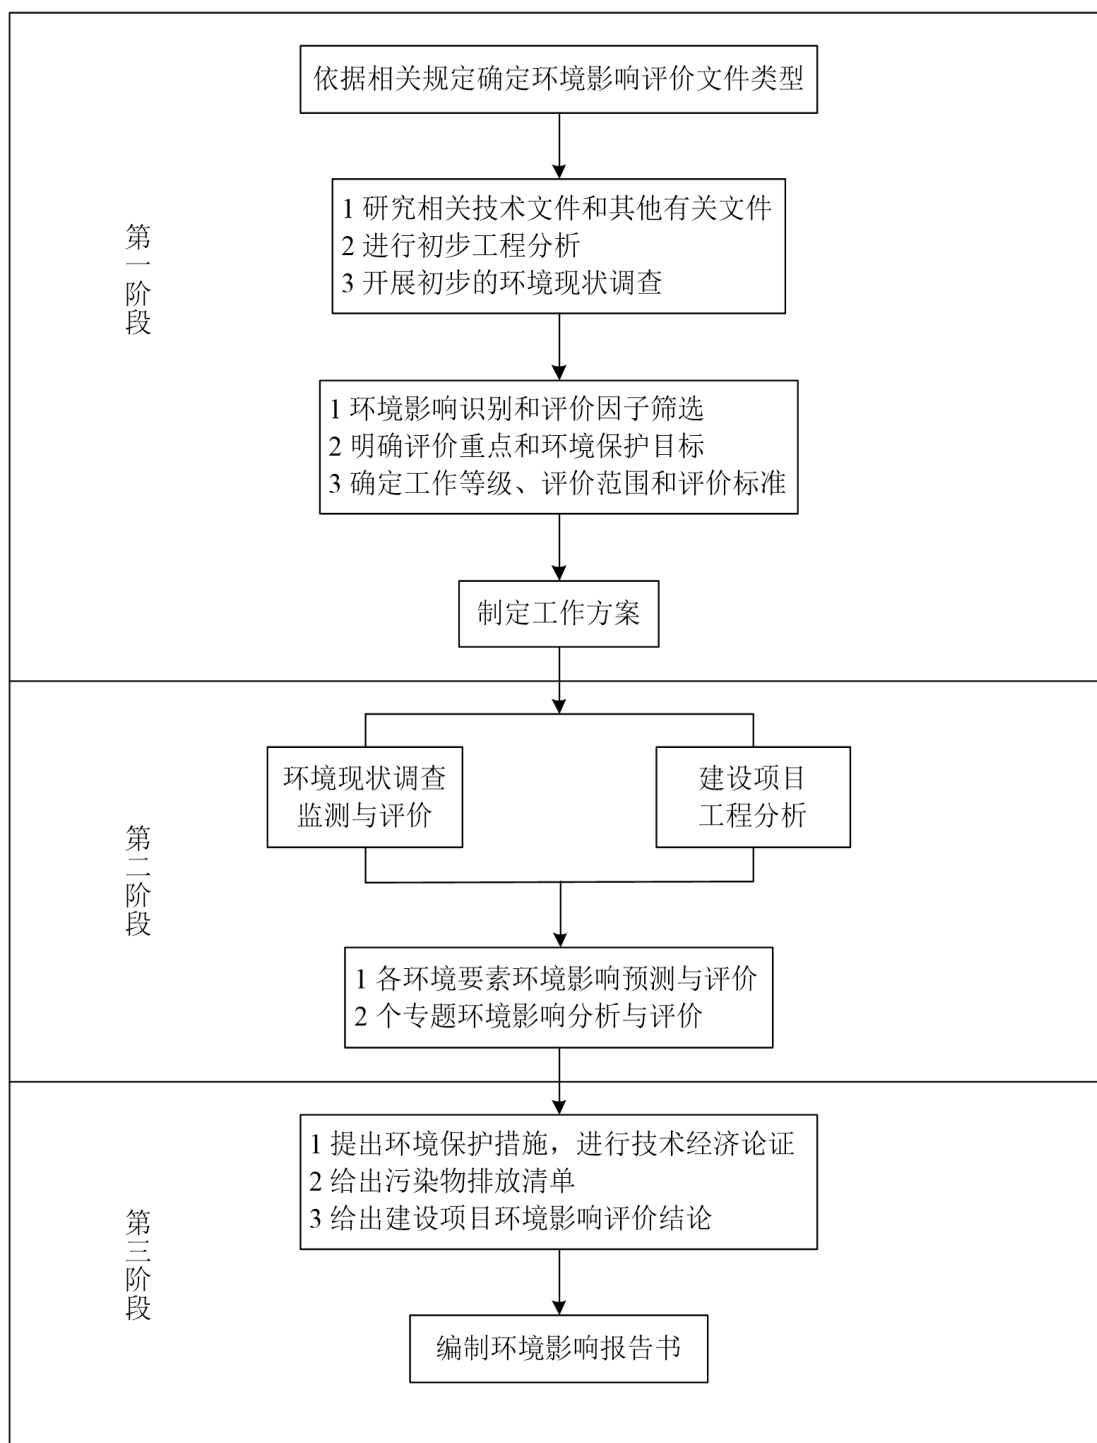 依据相关规定确定环境影响评价文件类型
第一阶段
1 研究相关技术文件和其他有关文件
2 进行初步工程分析
3 开展初步的环境现状调查
1 环境影响识别和评价因子筛选
2 明确评价重点和环境保护目标
3 确定工作等级、评价范围和评价标准
制定工作方案
第二阶段
环境现状调查
监测与评价
建设项目
工程分析
1 各环境要素环境影响预测与评价
2 个专题环境影响分析与评价
第三阶段
1 提出环境保护措施，进行技术经济论证
2 给出污染物排放清单
3 给出建设项目环境影响评价结论
编制环境影响报告书